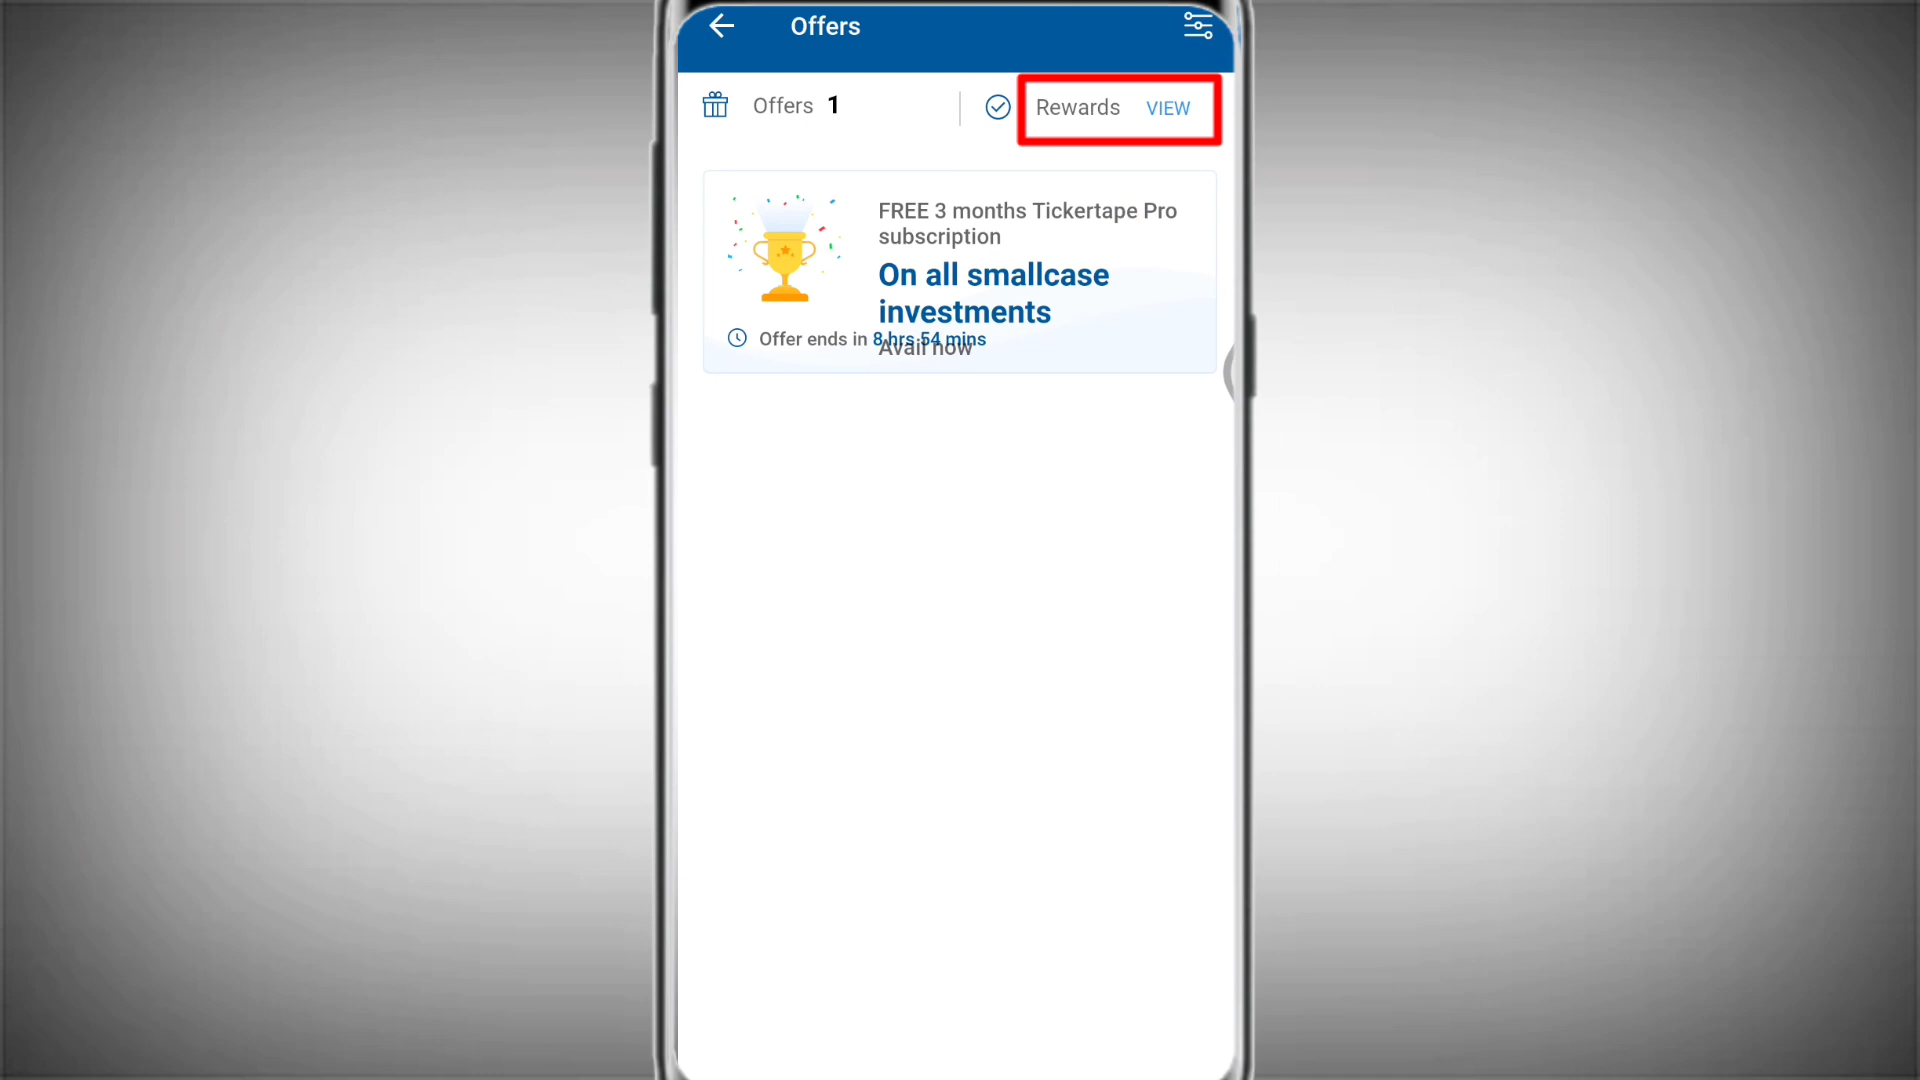 Offers
Offers 1
Rewards VIEW
FREE 3 months Tickertape Pro
subscription
On all smallcase
investments
Offer ends in 8 hrs 54 mins
Avail now